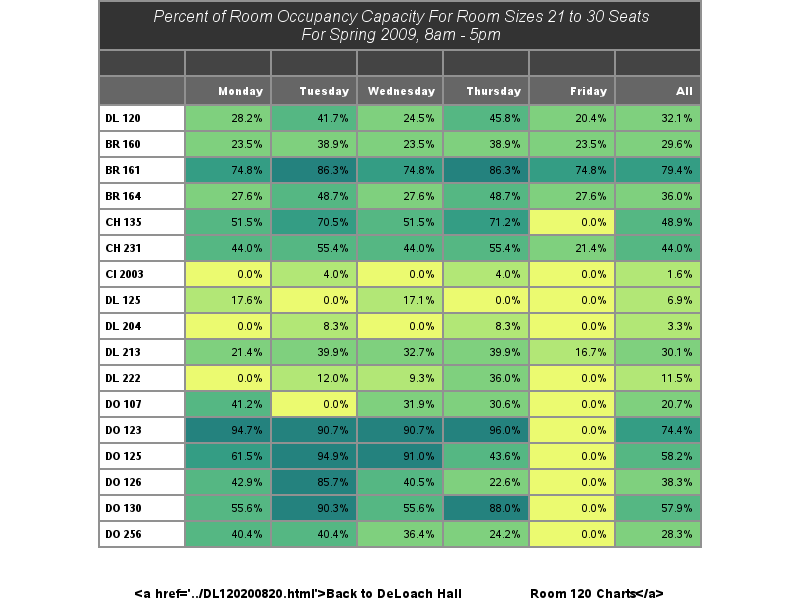 Percent of Room Occupancy Capacity For Room Sizes 21 to 30 Seats
For Spring 2009, 8am - 5pm
Monday Tuesday Wednesday Thursday Friday All
DL 120 28.2% 41.7% 24.5% 45.8% 20.4% 32.1%
BR 160 23.5% 38.9% 23.5% 38.9% 23.5% 29.6%
BR 161 74.8% 86.3% 74.8% 86.3% 74.8% 79.4%
BR 164 27.6% 48.7% 27.6% 48.7% 27.6% 36.0%
CH 135 51.5% 70.5% 51.5% 71.2% 0.0% 48.9%
CH 231 44.0% 55.4% 44.0% 55.4% 21.4% 44.0%
CI 2003 0.0% 4.0% 0.0% 4.0% 0.0% 1.6%
DL 125 17.6% 0.0% 17.1% 0.0% 0.0% 6.9%
DL 204 0.0% 8.3% 0.0% 8.3% 0.0% 3.3%
DL 213 21.4% 39.9% 32.7% 39.9% 16.7% 30.1%
DL 222 0.0% 12.0% 9.3% 36.0% 0.0% 11.5%
DO 107 41.2% 0.0% 31.9% 30.6% 0.0% 20.7%
DO 123 94.7% 90.7% 90.7% 96.0% 0.0% 74.4%
DO 125 61.5% 94.9% 91.0% 43.6% 0.0% 58.2%
DO 126 42.9% 85.7% 40.5% 22.6% 0.0% 38.3%
DO 130 55.6% 90.3% 55.6% 88.0% 0.0% 57.9%
DO 256 40.4% 40.4% 36.4% 24.2% 0.0% 28.3%
<a href='../DL120200820.html'>Back to DeLoach Hall Room 120 Charts</a>